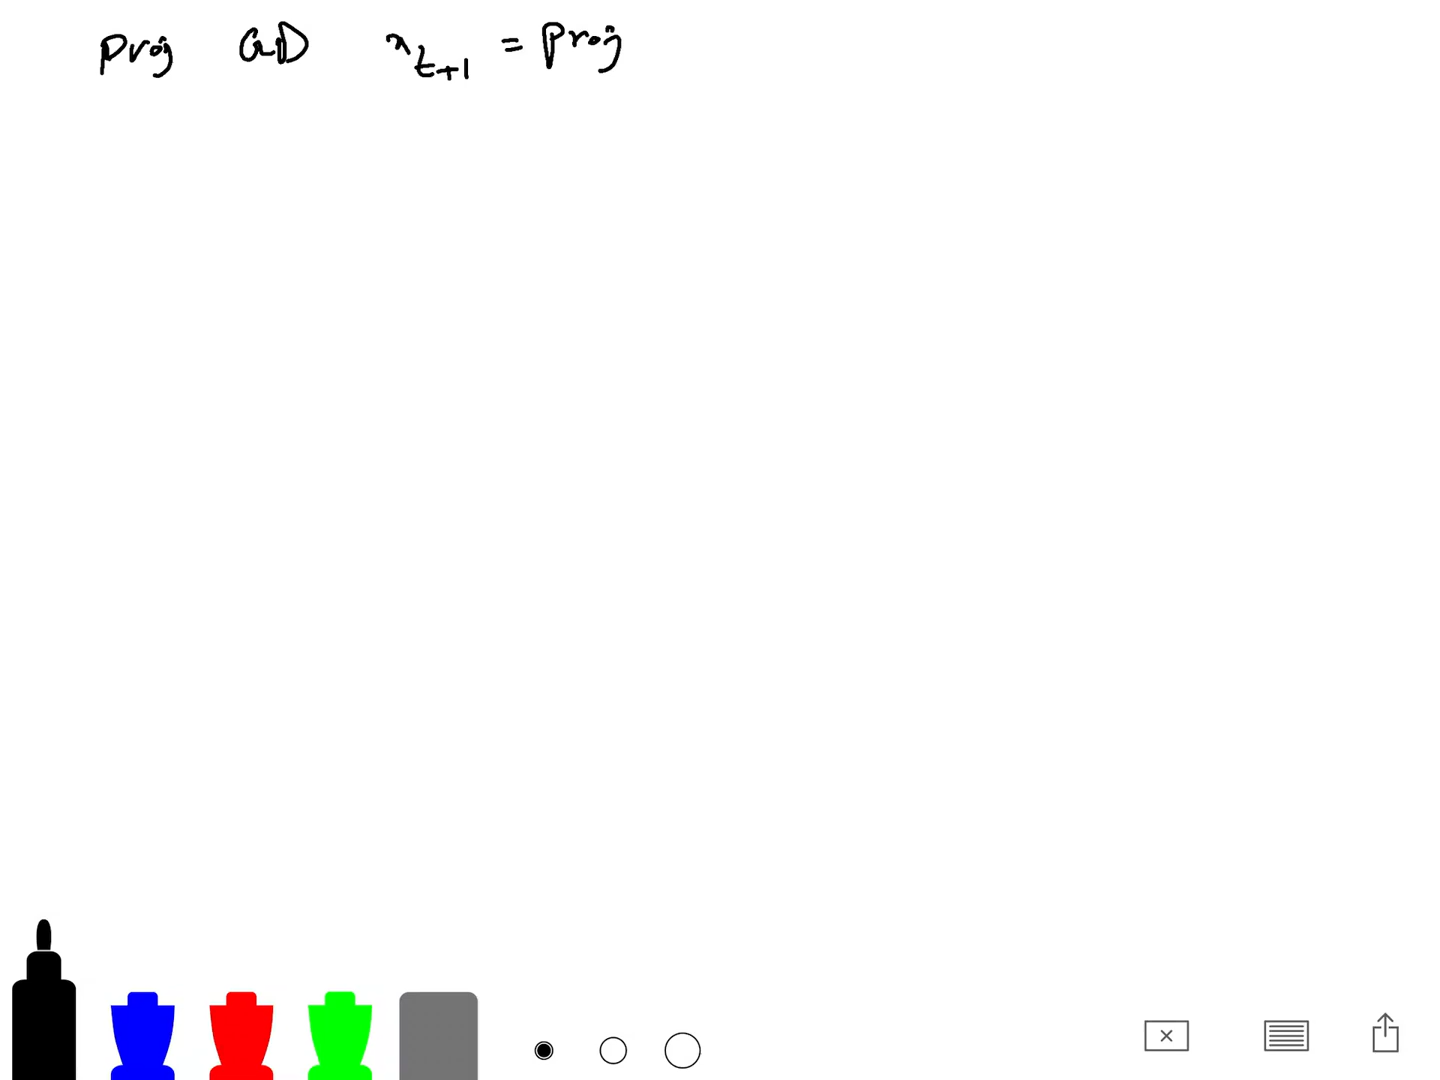 Proj GD x_{t+1} = Proj